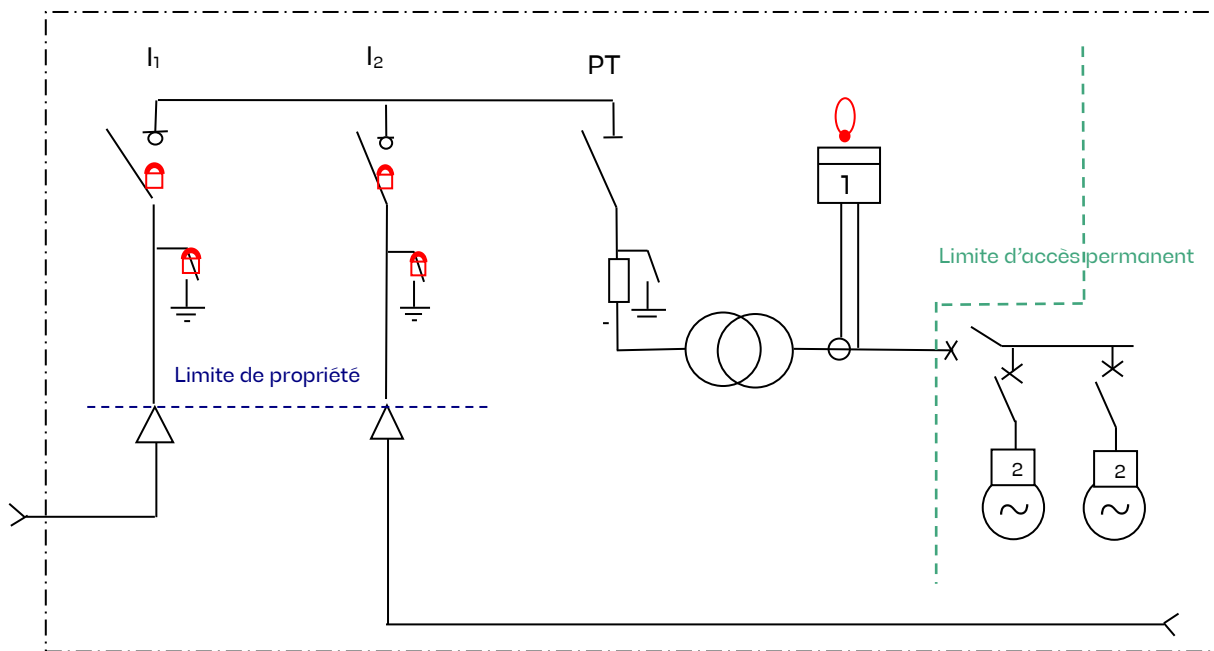 I₁
I₂
PT
1
Limite d’accès permanent
Limite de propriété
-
2
2